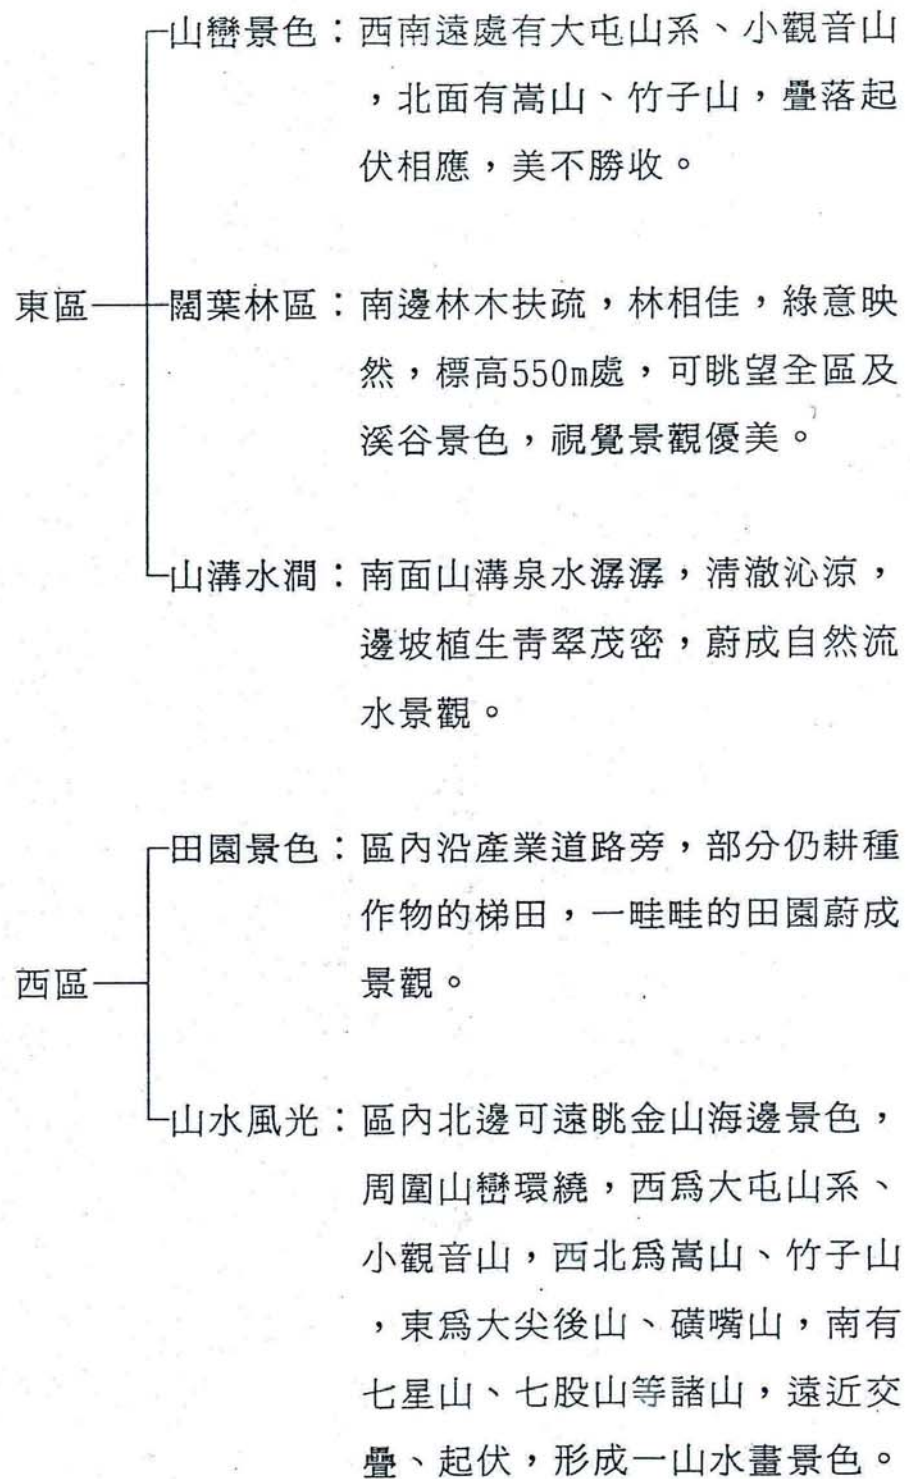 山巒景色：西南遠處有大屯山系、小觀音山
，北面有嵩山、竹子山，疊落起
伏相應，美不勝收。
東區
闊葉林區：南邊林木扶疏，林相佳，綠意映
然，標高550m處，可眺望全區及
溪谷景色，視覺景觀優美。
山溝水澗：南面山溝泉水潺潺，清澈沁涼，
邊坡植生青翠茂密，蔚成自然流
水景觀。
田園景色：區內沿產業道路旁，部分仍耕種
作物的梯田，一畦畦的田園蔚成
西區
景觀。
山水風光：區內北邊可遠眺金山海邊景色，
周圍山巒環繞，西為大屯山系、
小觀音山，西北為嵩山、竹子山
，東為大尖後山、磺嘴山，南有
七星山、七股山等諸山，遠近交
疊、起伏，形成一山水畫景色。